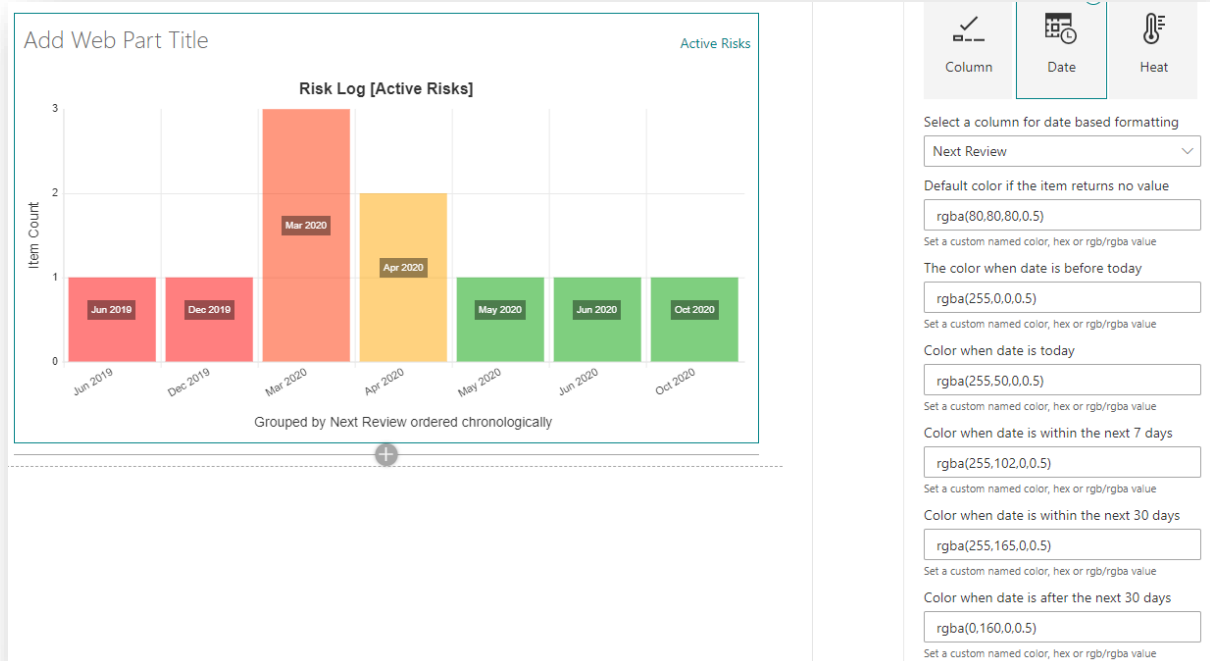 Add Web Part Title
Active Risks
Risk Log [Active Risks]
Item Count
3
2
1
0
Mar 2020
Apr 2020
Jun 2019
Dec 2019
May 2020
Jun 2020
Oct 2020
Jun 2019
Dec 2019
Mar 2020
Apr 2020
May 2020
Jun 2020
Oct 2020
Grouped by Next Review ordered chronologically
Column
Date
Heat
Select a column for date based formatting
Next Review
Default color if the item returns no value
rgba(80,80,80,0.5)
Set a custom named color, hex or rgb/rgba value
The color when date is before today
rgba(255,0,0,0.5)
Set a custom named color, hex or rgb/rgba value
Color when date is today
rgba(255,50,0,0.5)
Set a custom named color, hex or rgb/rgba value
Color when date is within the next 7 days
rgba(255,102,0,0.5)
Set a custom named color, hex or rgb/rgba value
Color when date is within the next 30 days
rgba(255,165,0,0.5)
Set a custom named color, hex or rgb/rgba value
Color when date is after the next 30 days
rgba(0,160,0,0.5)
Set a custom named color, hex or rgb/rgba value